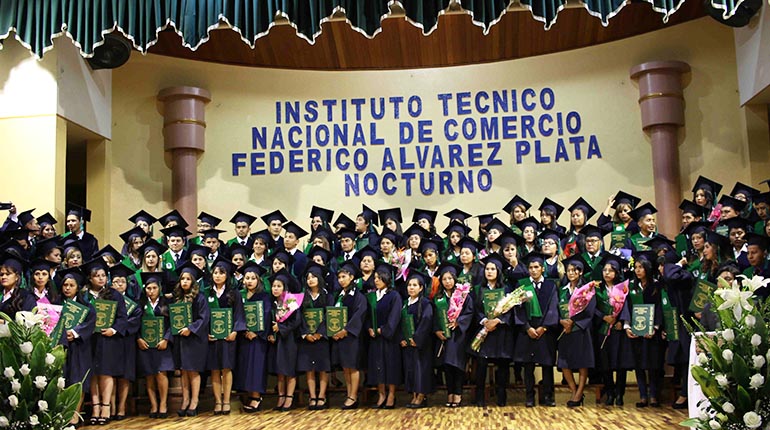 INSTITUTO TECNICO
NACIONAL DE COMERCIO
FEDERICO ALVAREZ PLATA
NOCTURNO